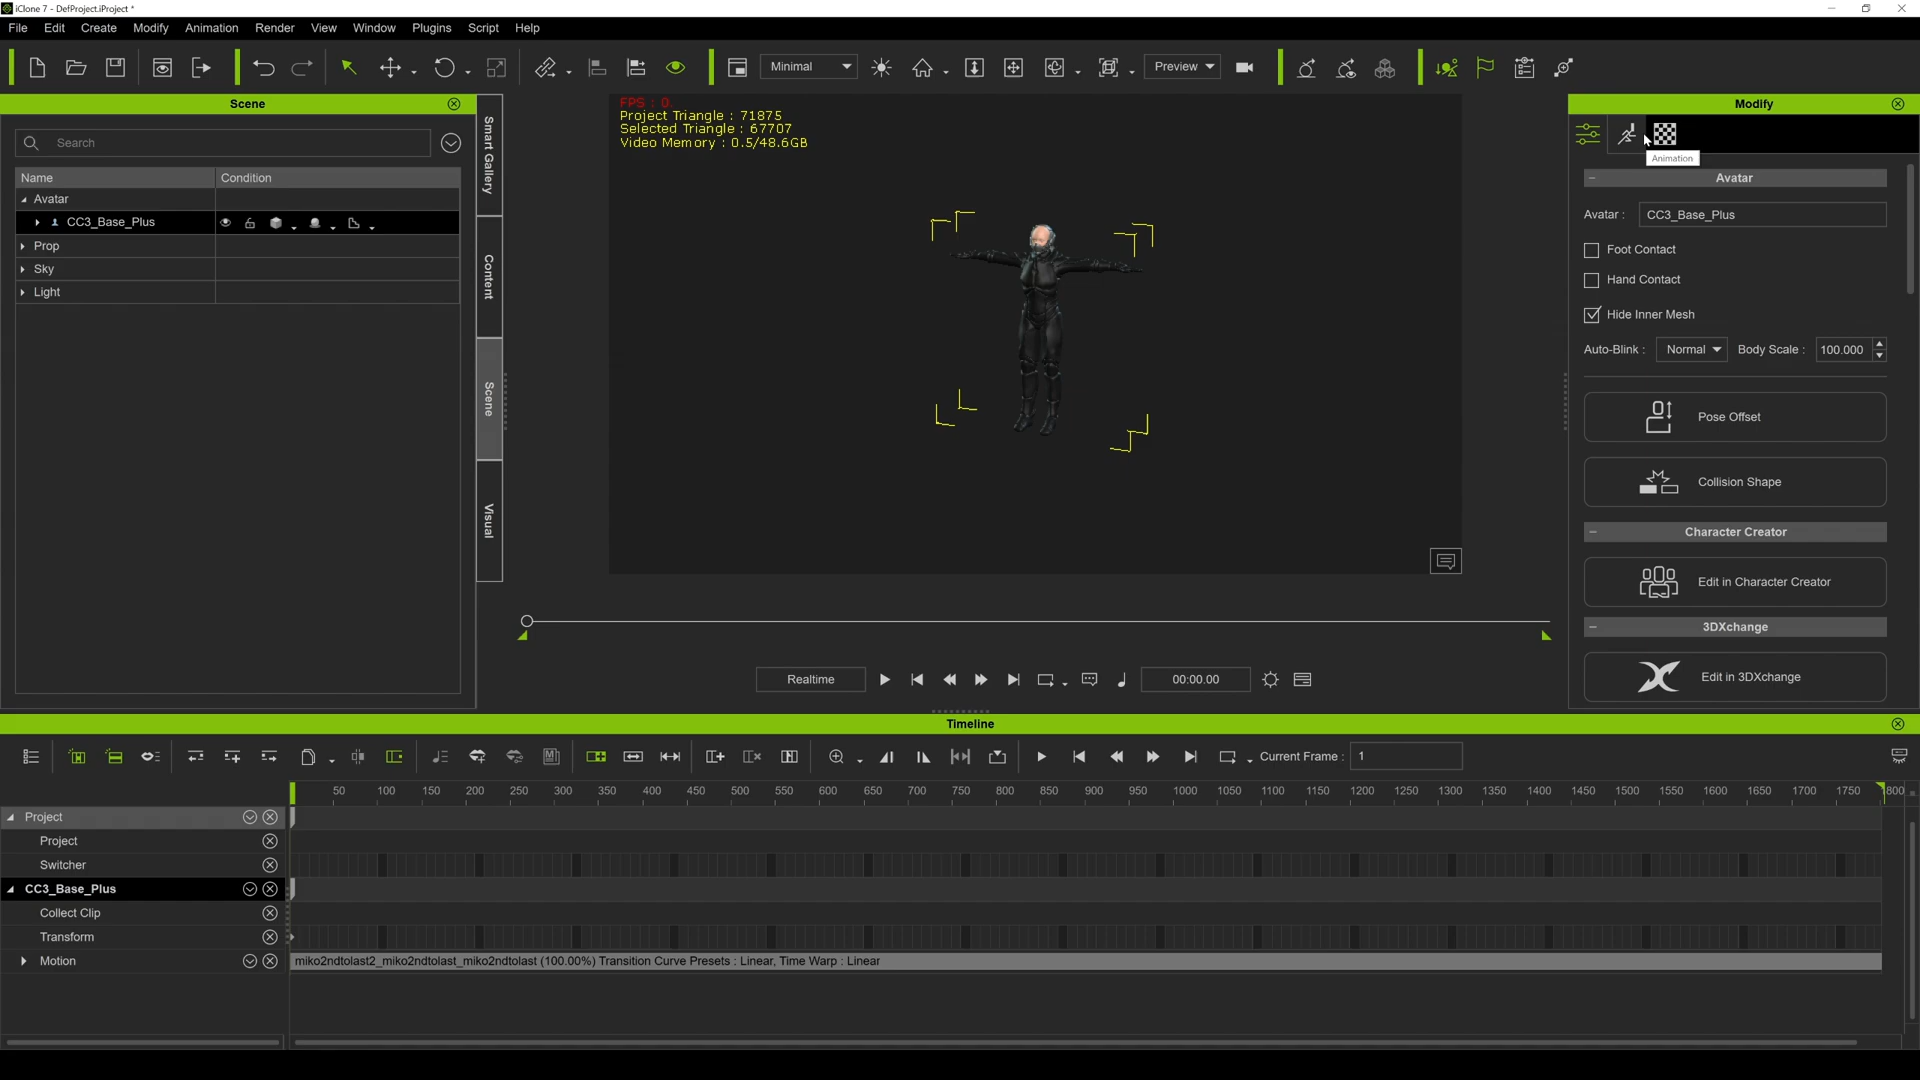 iClone 7 - DefProject.iProject *
File Edit Create Modify Animation Render View Window Plugins Script Help
Minimal
Preview
Scene
Search
Name Condition
Avatar
CC3_Base_Plus
Prop
Sky
Light
Smart Gallery
Content
Scene
Visual
FPS : 0.
Project Triangle : 71875
Selected Triangle : 67707
Video Memory : 0.5/48.6GB
Modify
Animation
Avatar
Avatar : CC3_Base_Plus
Foot Contact
Hand Contact
Hide Inner Mesh
Auto-Blink : Normal Body Scale : 100.000
Pose Offset
Collision Shape
Character Creator
Edit in Character Creator
3DXchange
Edit in 3DXchange
Realtime 00:00.00
Timeline
Current Frame : 1
50 100 150 200 250 300 350 400 450 500 550 600 650 700 750 800 850 900 950 1000 1050 1100 1150 1200 1250 1300 1350 1400 1450 1500 1550 1600 1650 1700 1750 800
Project
Project
Switcher
CC3_Base_Plus
Collect Clip
Transform
Motion miko2ndtolast2_miko2ndtolast_miko2ndtolast (100.00%) Transition Curve Presets : Linear, Time Warp : Linear